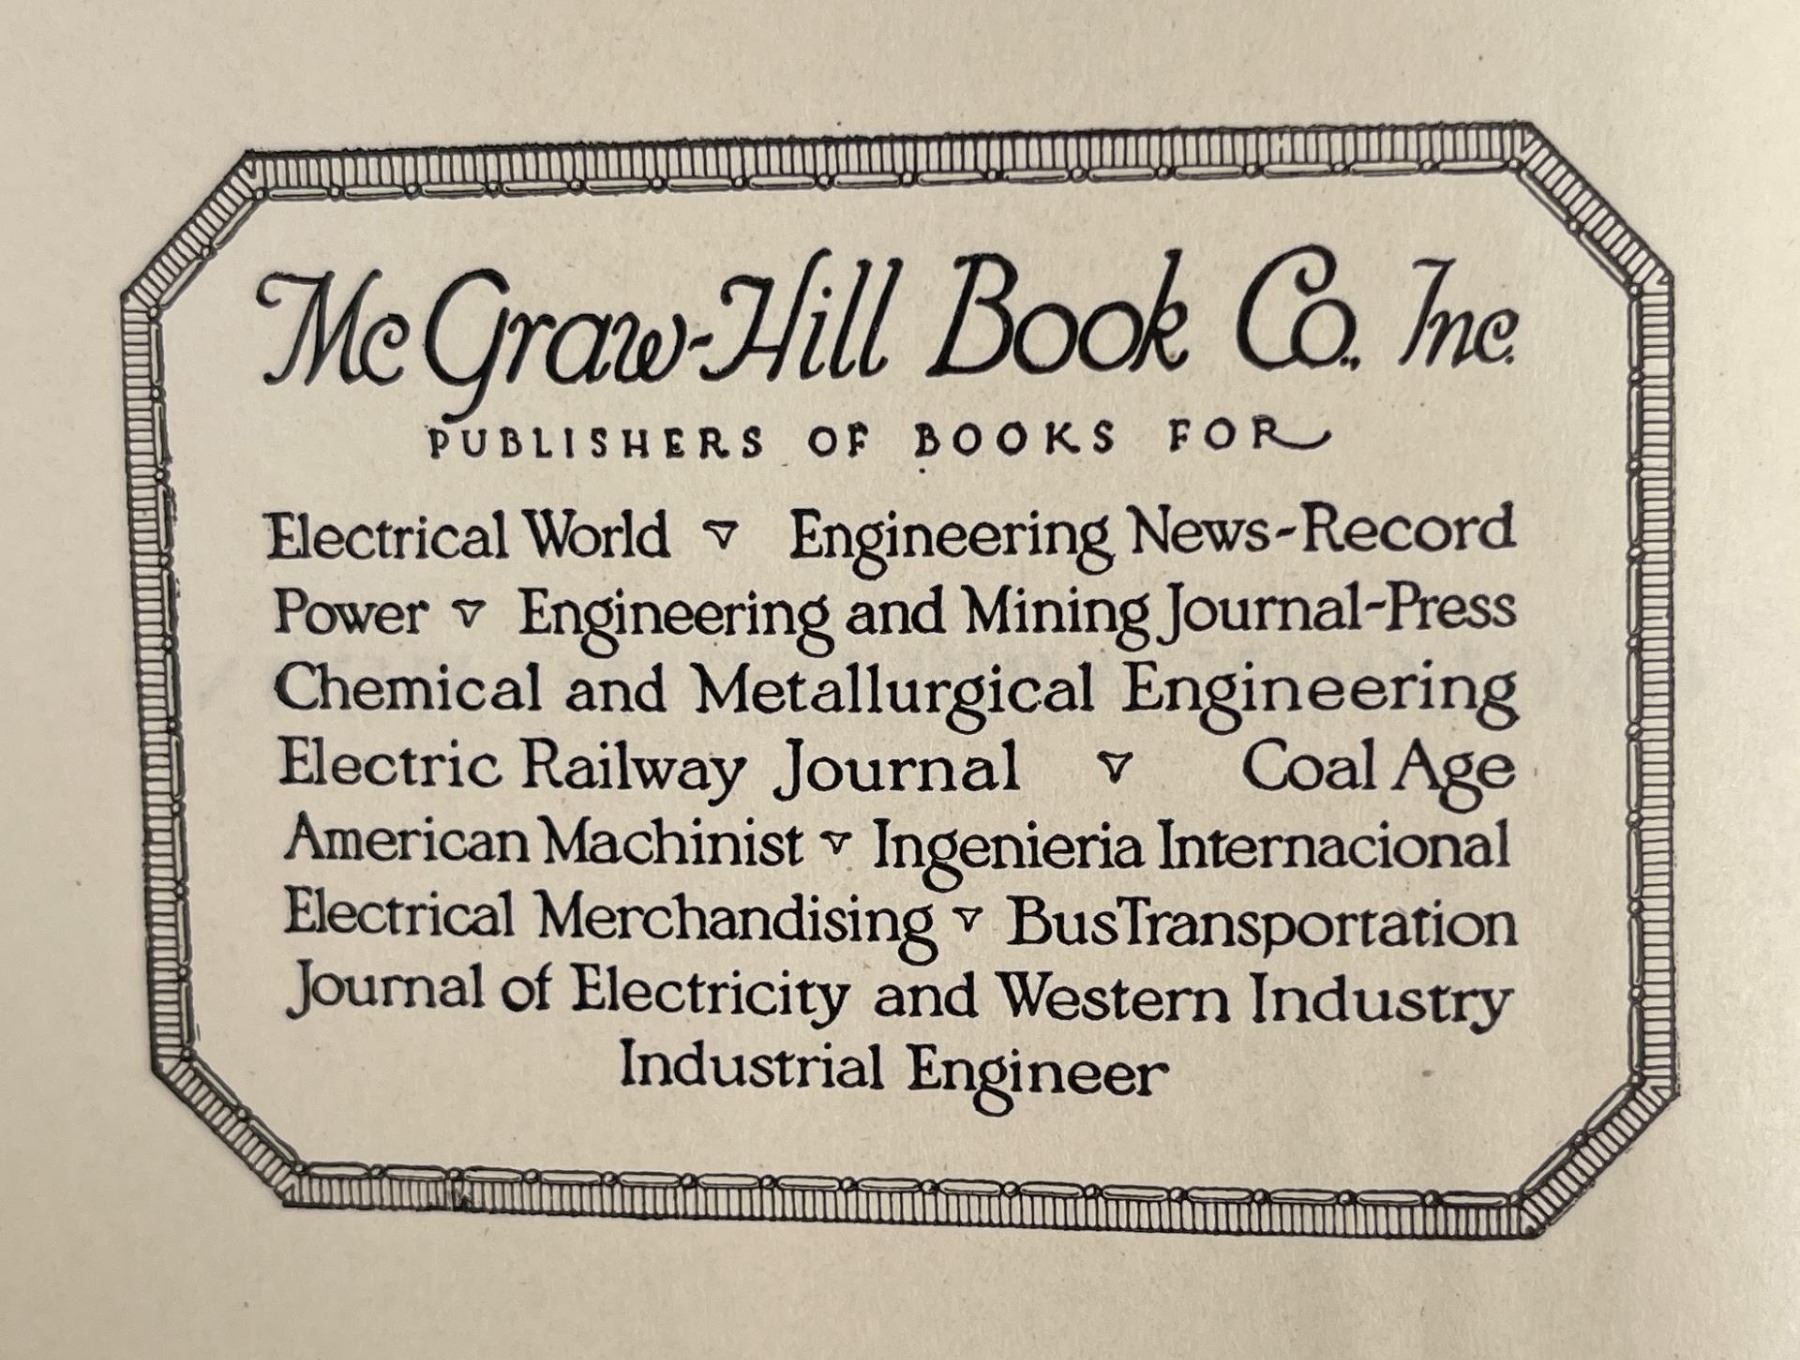 McGraw-Hill Book Co., Inc.
PUBLISHERS OF BOOKS FOR
Electrical World ▽ Engineering News-Record
Power ▽ Engineering and Mining Journal-Press
Chemical and Metallurgical Engineering
Electric Railway Journal ▽ Coal Age
American Machinist ▽ Ingenieria Internacional
Electrical Merchandising ▽ BusTransportation
Journal of Electricity and Western Industry
Industrial Engineer